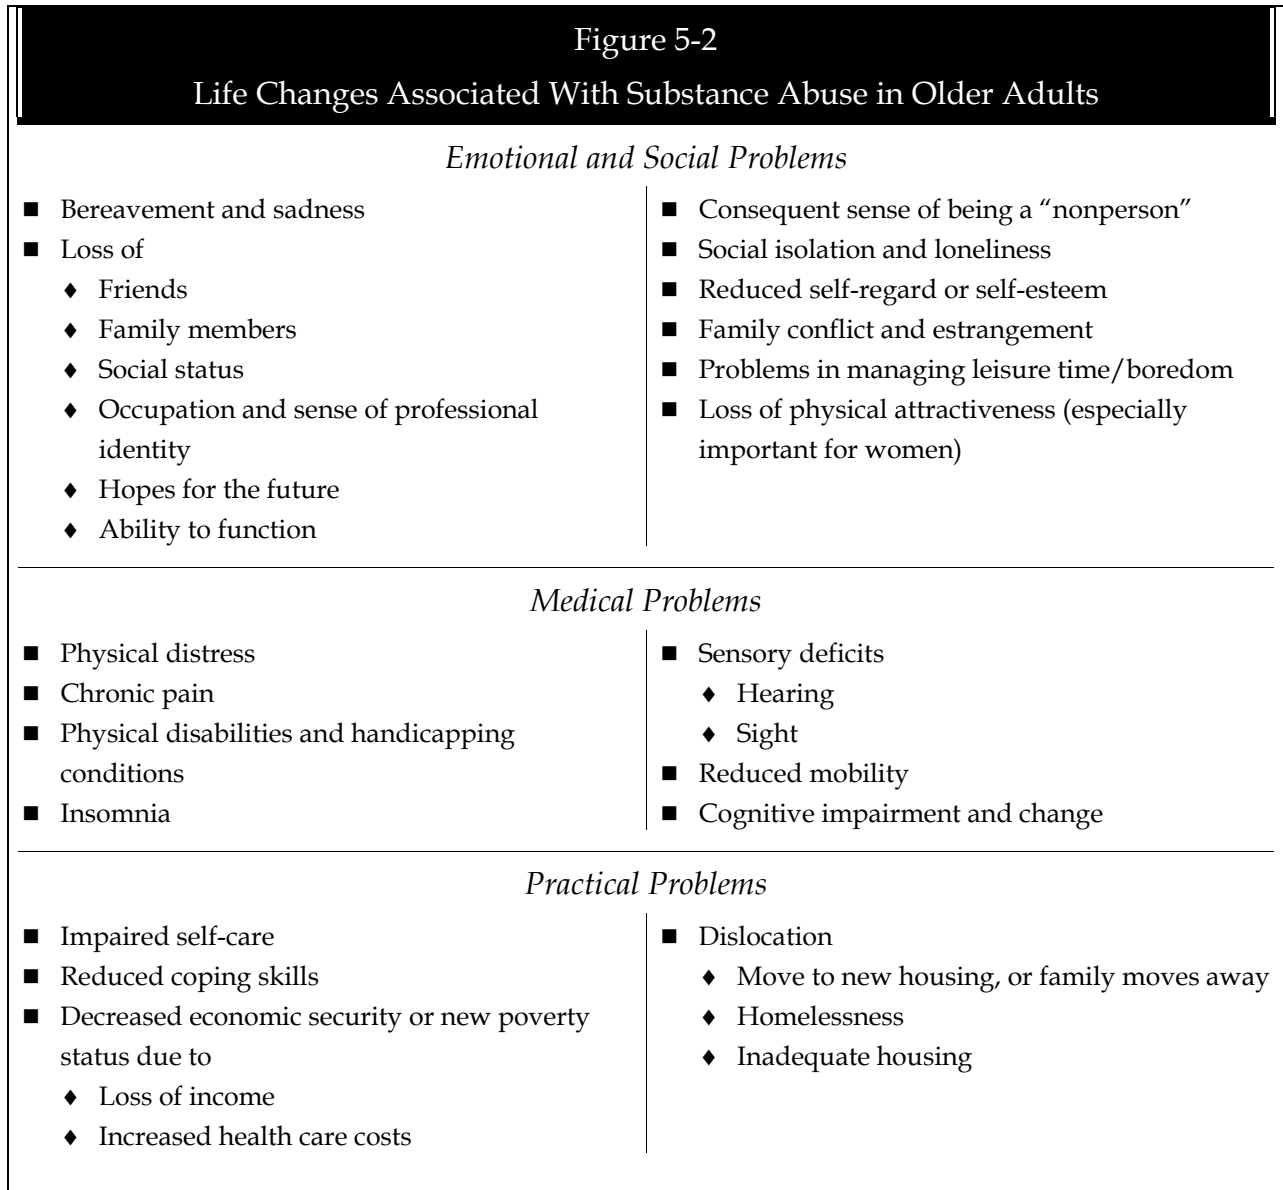 Figure 5-2
Life Changes Associated With Substance Abuse in Older Adults
Emotional and Social Problems
■ Bereavement and sadness
■ Loss of
♦ Friends
♦ Family members
♦ Social status
♦ Occupation and sense of professional
identity
♦ Hopes for the future
♦ Ability to function
■ Consequent sense of being a “nonperson”
■ Social isolation and loneliness
■ Reduced self-regard or self-esteem
■ Family conflict and estrangement
■ Problems in managing leisure time/boredom
■ Loss of physical attractiveness (especially
important for women)
Medical Problems
■ Physical distress
■ Chronic pain
■ Physical disabilities and handicapping
conditions
■ Insomnia
■ Sensory deficits
♦ Hearing
♦ Sight
■ Reduced mobility
■ Cognitive impairment and change
Practical Problems
■ Impaired self-care
■ Reduced coping skills
■ Decreased economic security or new poverty
status due to
♦ Loss of income
♦ Increased health care costs
■ Dislocation
♦ Move to new housing, or family moves away
♦ Homelessness
♦ Inadequate housing